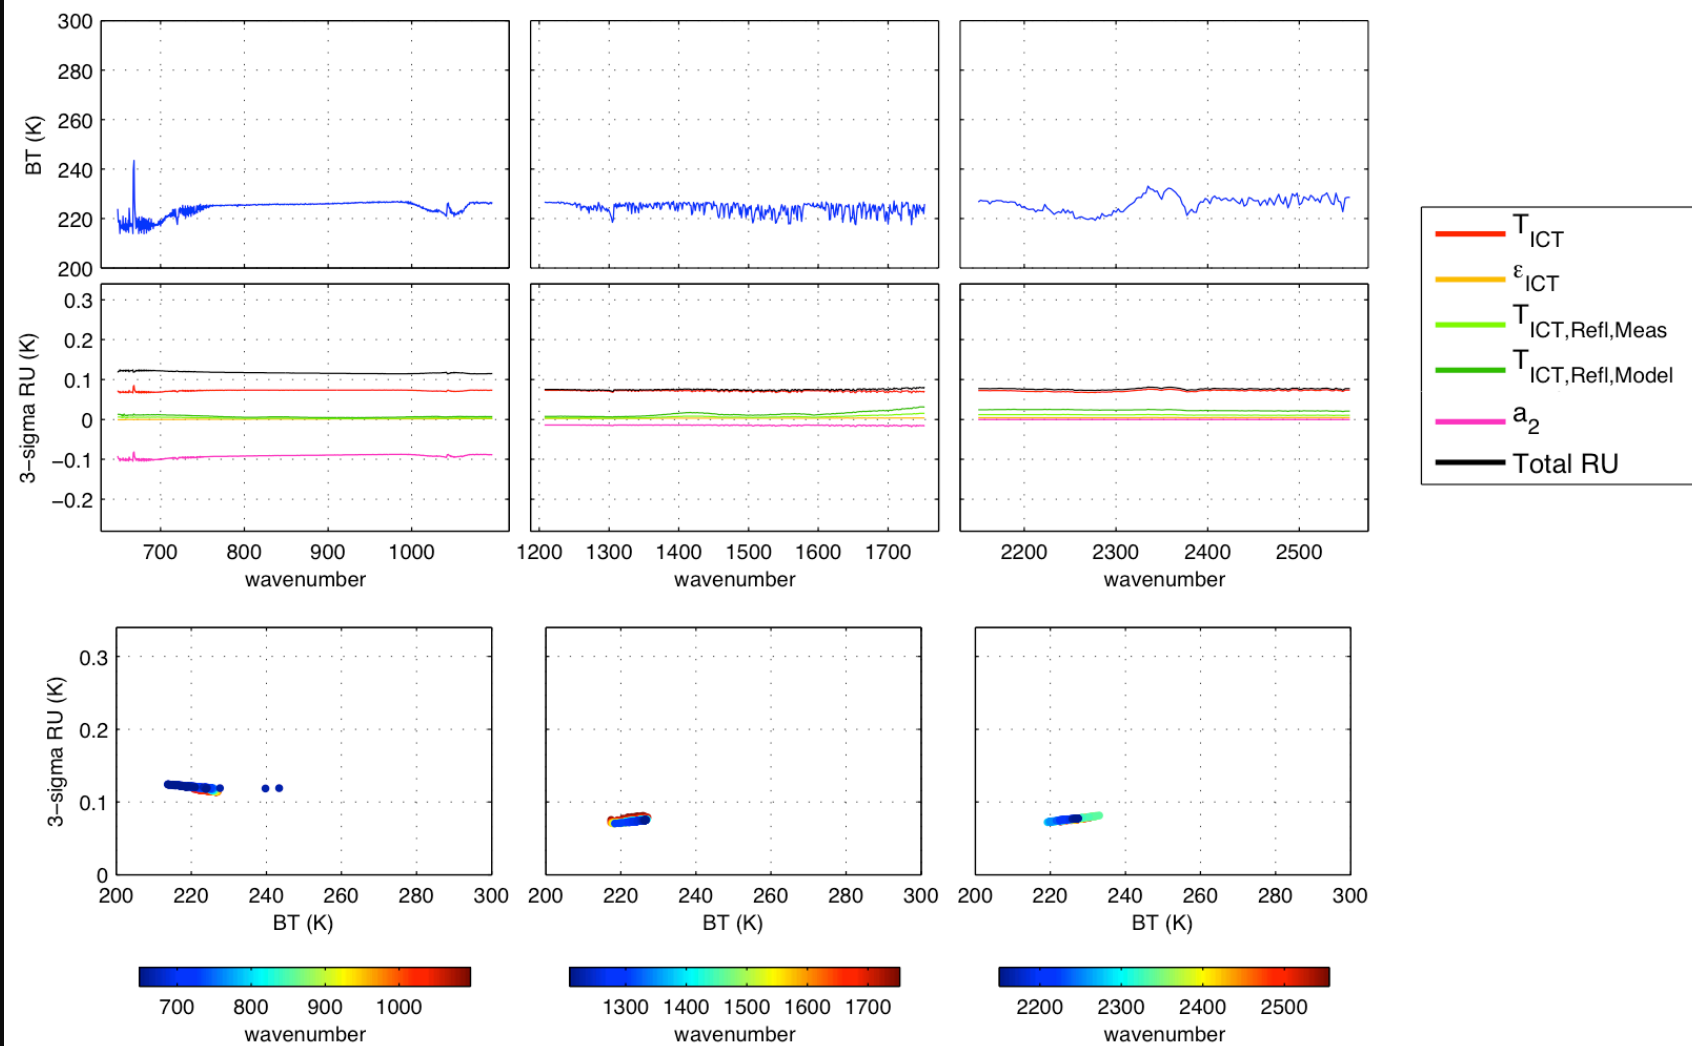 300
280
260
240
220
200
BT (K)
0.3
0.2
0.1
0
−0.1
−0.2
3−sigma RU (K)
700 800 900 1000
wavenumber
1200 1300 1400 1500 1600 1700
wavenumber
2200 2300 2400 2500
wavenumber
T_ICT
ε_ICT
T_ICT,Refl,Meas
T_ICT,Refl,Model
a_2
Total RU
0.3
0.2
0.1
0
3−sigma RU (K)
200 220 240 260 280 300
BT (K)
200 220 240 260 280 300
BT (K)
200 220 240 260 280 300
BT (K)
700 800 900 1000
wavenumber
1300 1400 1500 1600 1700
wavenumber
2200 2300 2400 2500
wavenumber